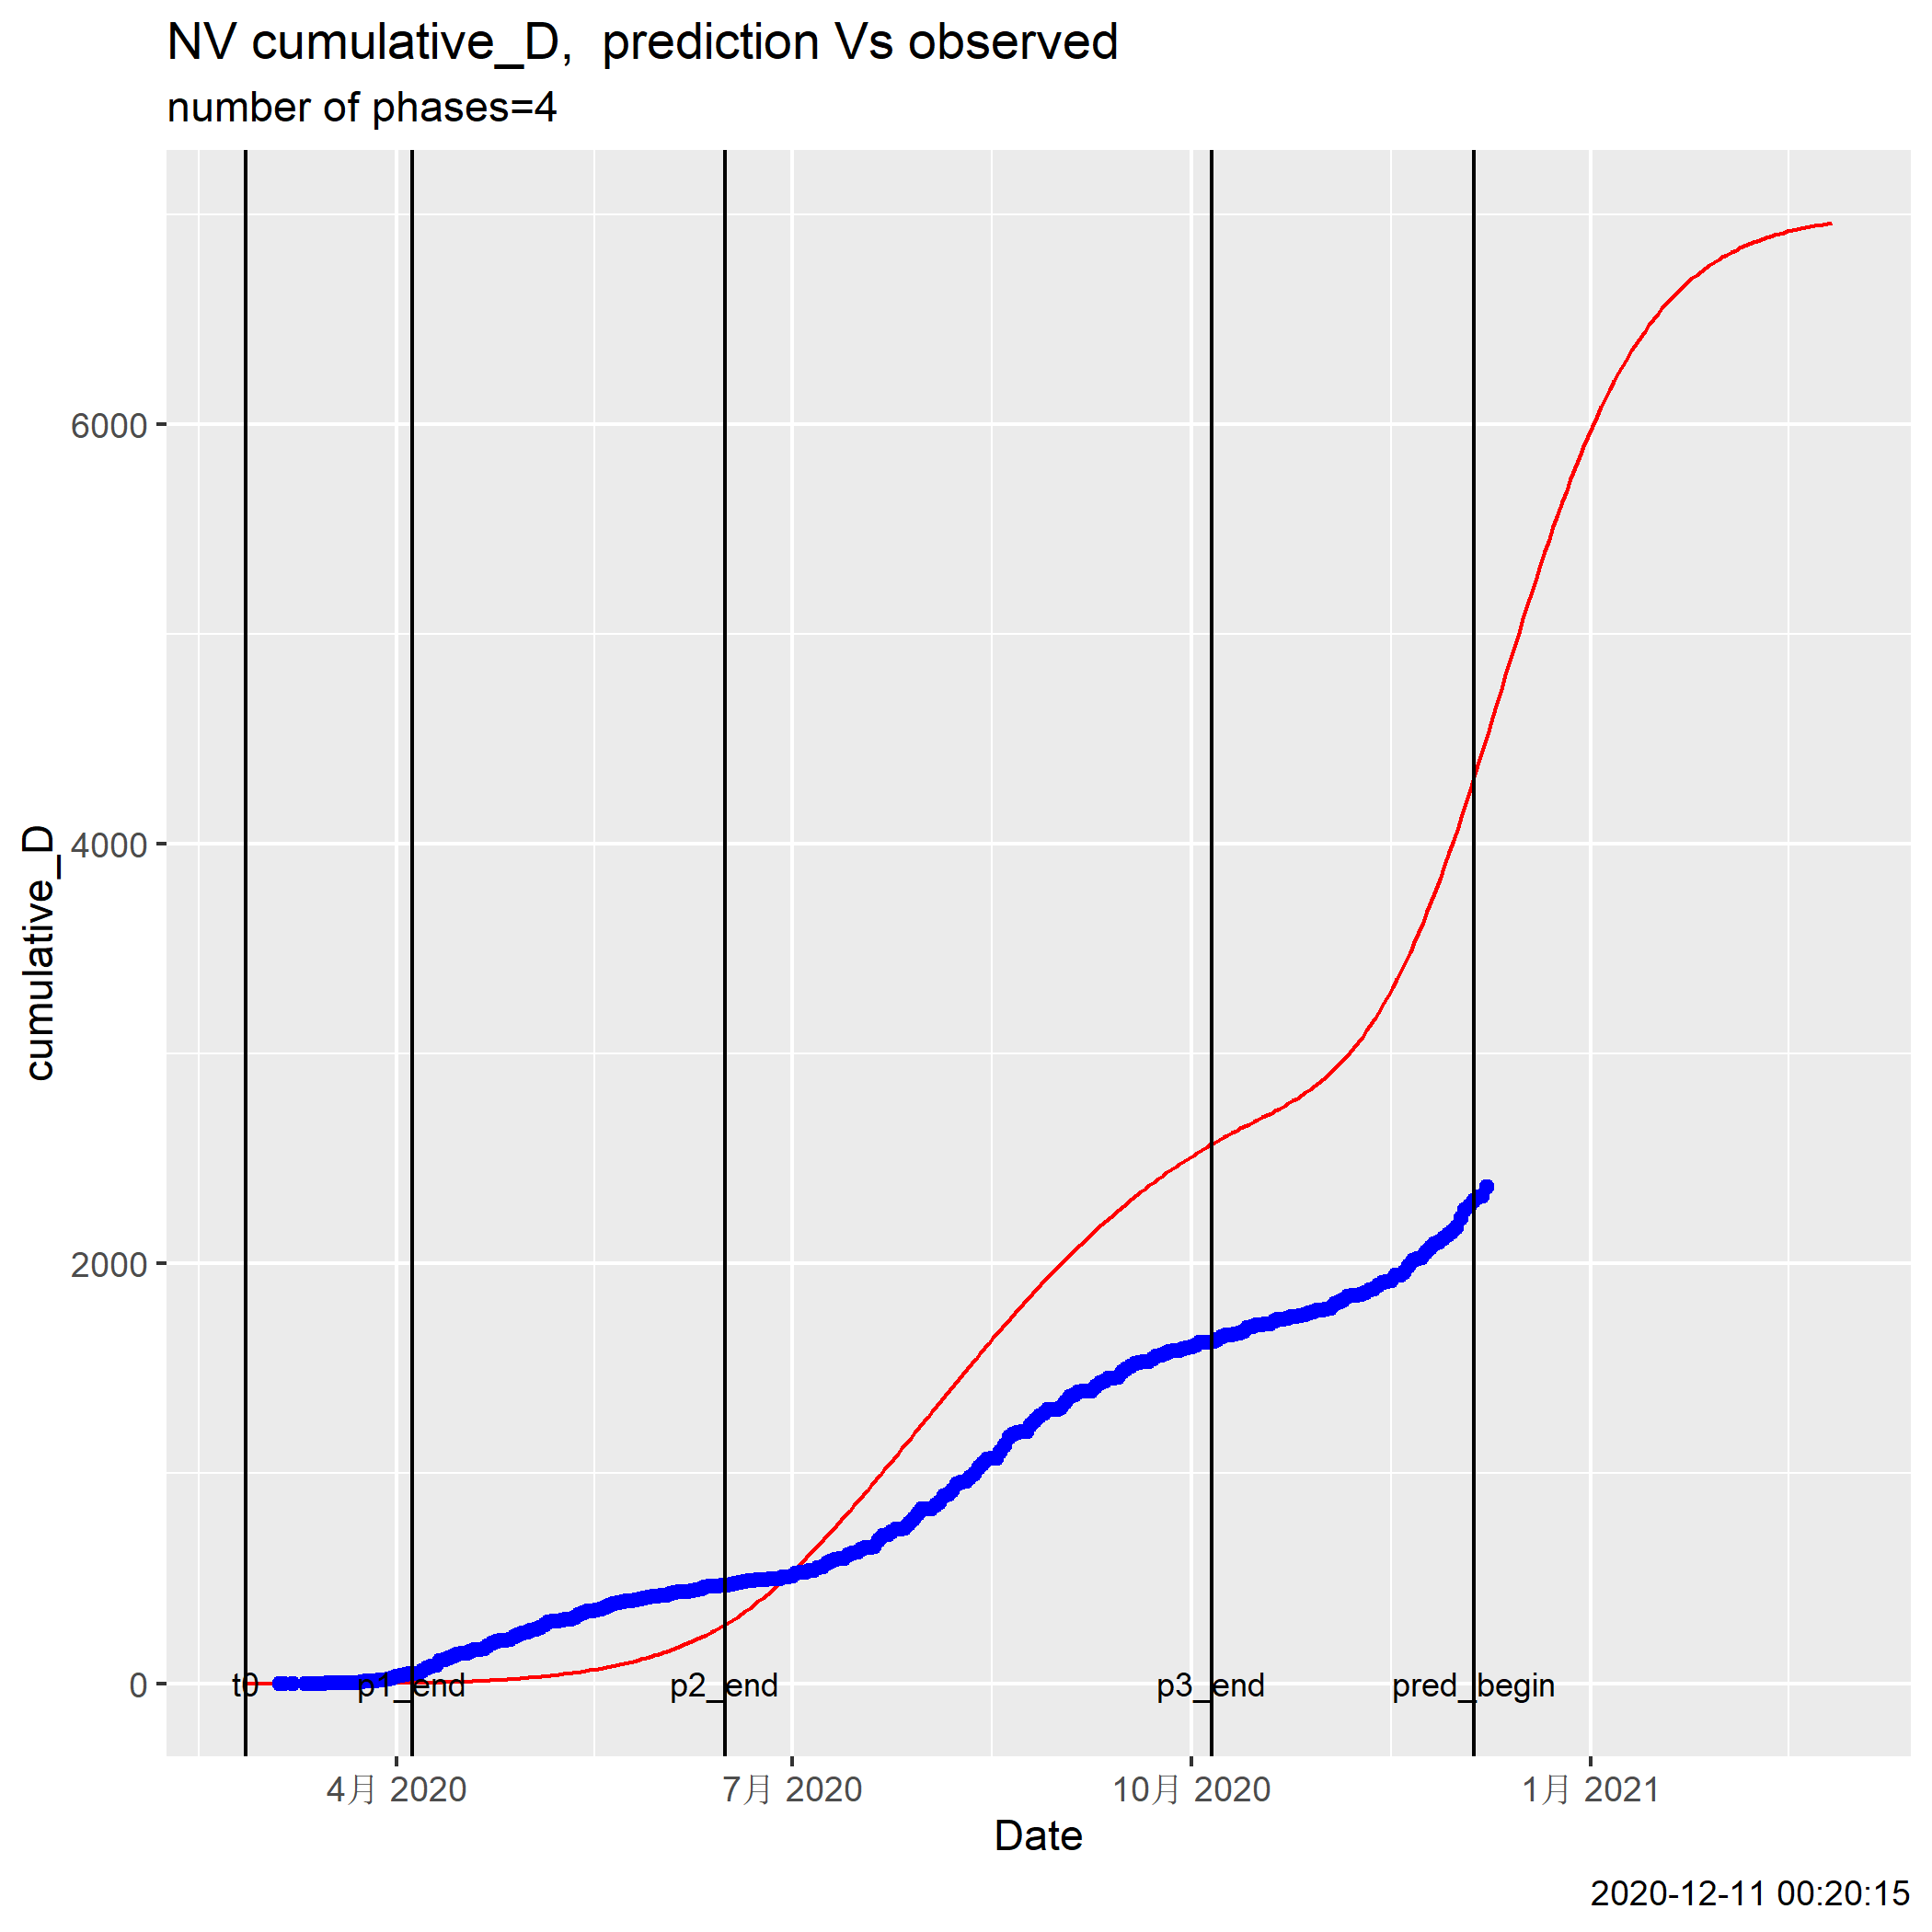 NV cumulative_D,  prediction Vs observed
number of phases=4
cumulative_D
6000
4000
2000
0
t0
p1_end
p2_end
p3_end
pred_begin
4月 2020
7月 2020
10月 2020
1月 2021
Date
2020-12-11 00:20:15